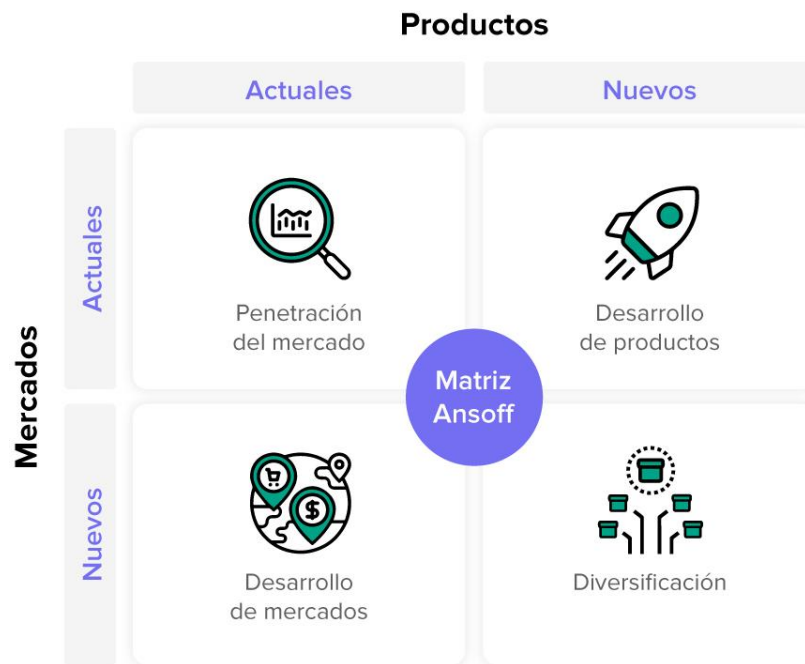 Productos
Actuales
Nuevos
Mercados
Actuales
Penetración
del mercado
Desarrollo
de productos
Matriz
Ansoff
Nuevos
$
Desarrollo
de mercados
Diversificación